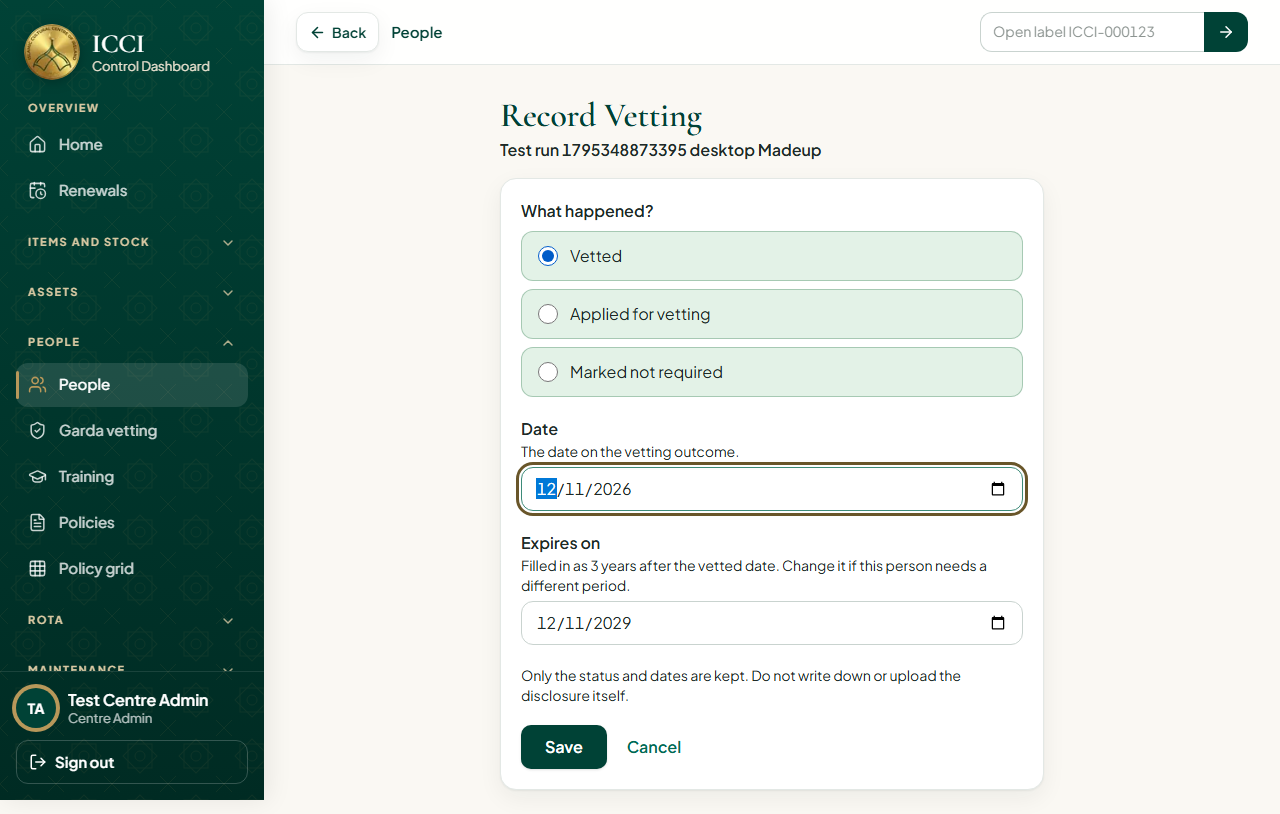 ICCI
Control Dashboard
OVERVIEW
Home
Renewals
ITEMS AND STOCK
ASSETS
PEOPLE
People
Garda vetting
Training
Policies
Policy grid
ROTA
MAINTENANCE
TA
Test Centre Admin
Centre Admin
Sign out
Back
People
Open label ICCI-000123
Record Vetting
Test run 1795348873395 desktop Madeup
What happened?
Vetted
Applied for vetting
Marked not required
Date
The date on the vetting outcome.
12/11/2026
Expires on
Filled in as 3 years after the vetted date. Change it if this person needs a
different period.
12/11/2029
Only the status and dates are kept. Do not write down or upload the
disclosure itself.
Save
Cancel